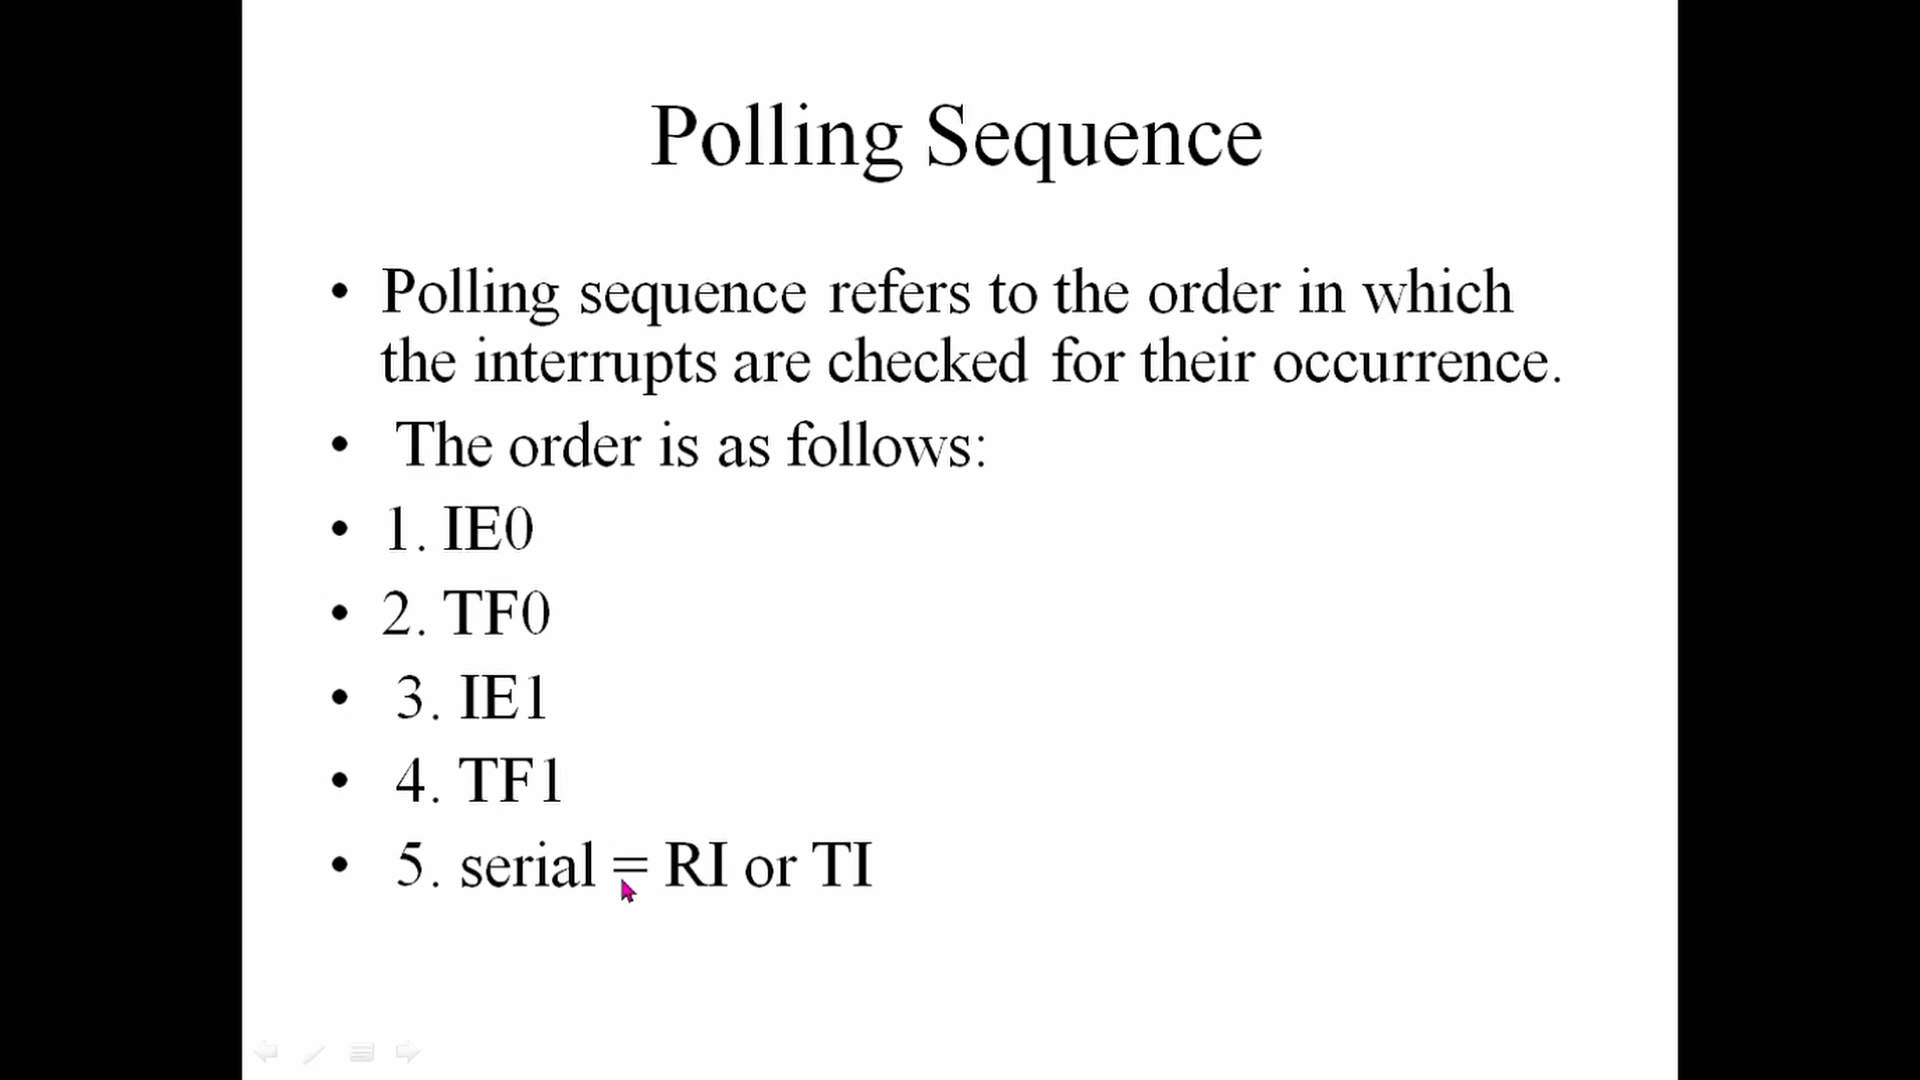 Polling Sequence
• Polling sequence refers to the order in which
the interrupts are checked for their occurrence.
• The order is as follows:
• 1. IE0
• 2. TF0
• 3. IE1
• 4. TF1
• 5. serial = RI or TI